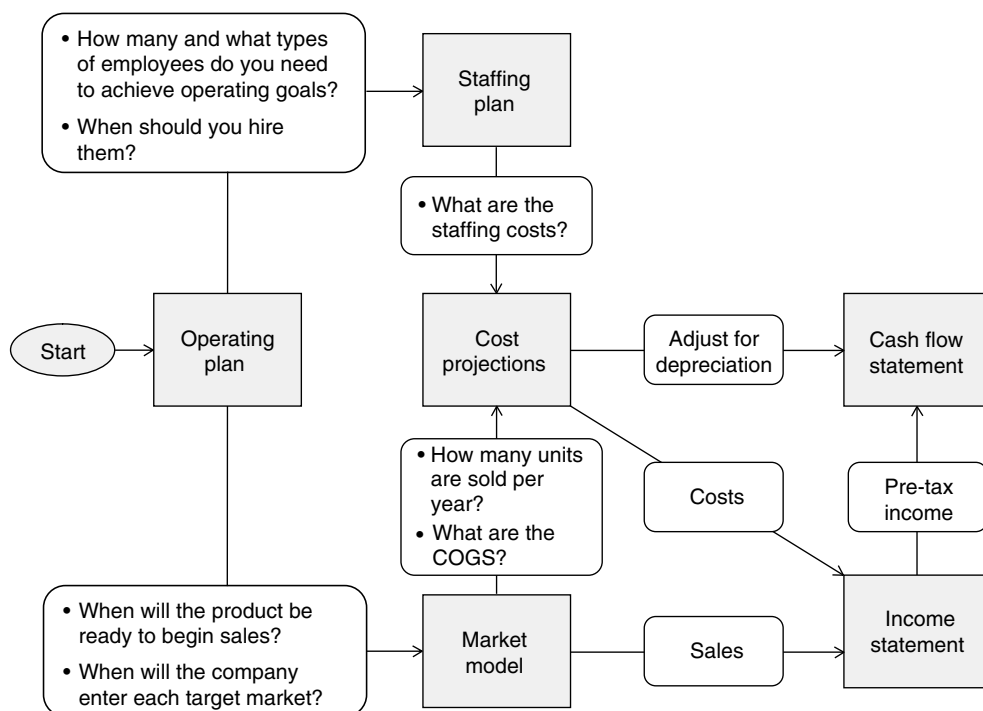 • How many and what types
of employees do you need
to achieve operating goals?
• When should you hire
them?
Staffing
plan
• What are the
staffing costs?
Start
Operating
plan
Cost
projections
Adjust for
depreciation
Cash flow
statement
• How many units
are sold per
year?
• What are the
COGS?
Costs
Pre-tax
income
• When will the product be
ready to begin sales?
• When will the company
enter each target market?
Market
model
Sales
Income
statement